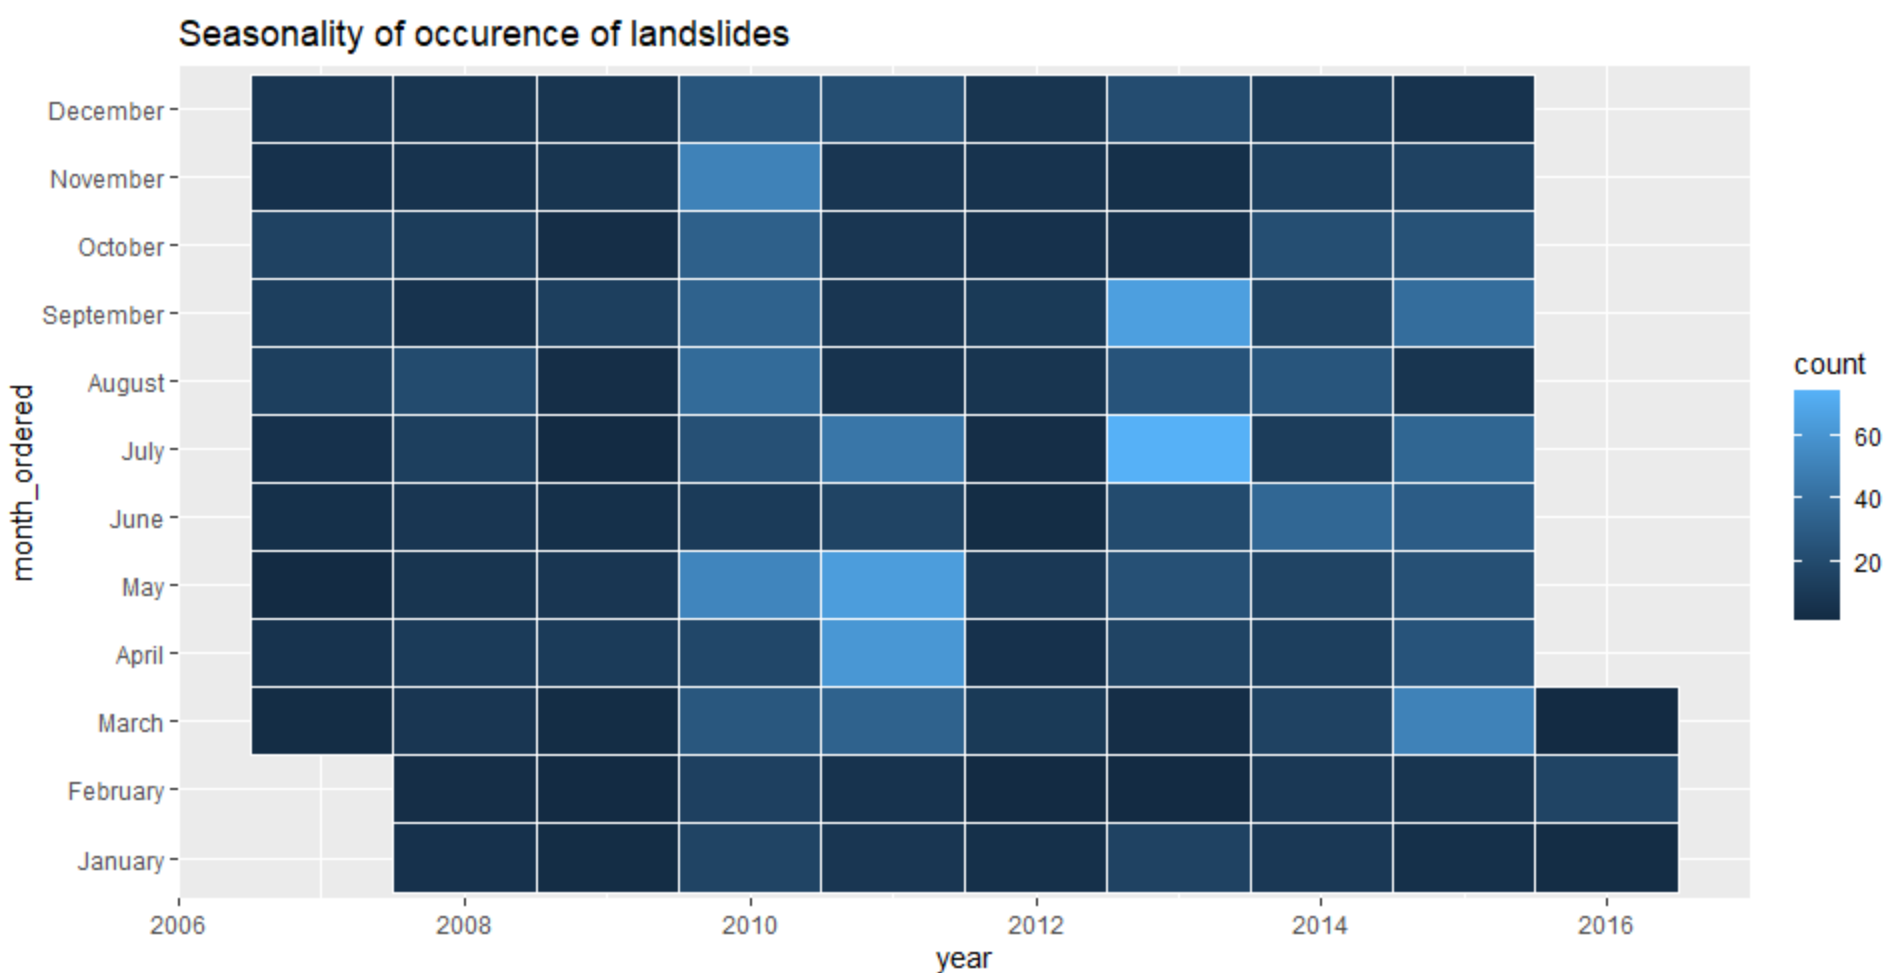 Seasonality of occurence of landslides
December
November
October
September
August
July
June
May
April
March
February
January
month_ordered
2006 2008 2010 2012 2014 2016
year
count
60
40
20